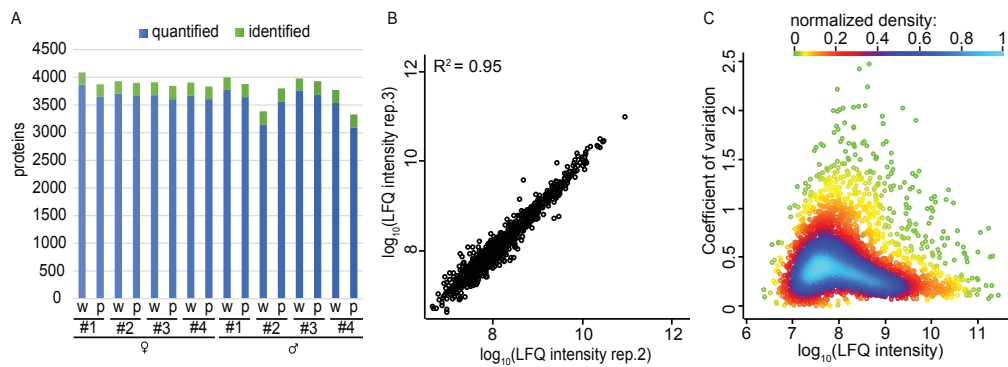 A
quantified identified
4500
4000
3500
3000
2500
2000
1500
1000
500
0
proteins
w p w p w p w p w p w p w p w p
#1 #2 #3 #4 #1 #2 #3 #4
♀ ♂
B
R² = 0.95
12
10
8
log₁₀(LFQ intensity rep.3)
8 10 12
log₁₀(LFQ intensity rep.2)
C
normalized density:
0 0.2 0.4 0.6 0.8 1
2.5
2.0
1.5
1.0
0.5
0
Coefficient of variation
6 7 8 9 10 11
log₁₀(LFQ intensity)